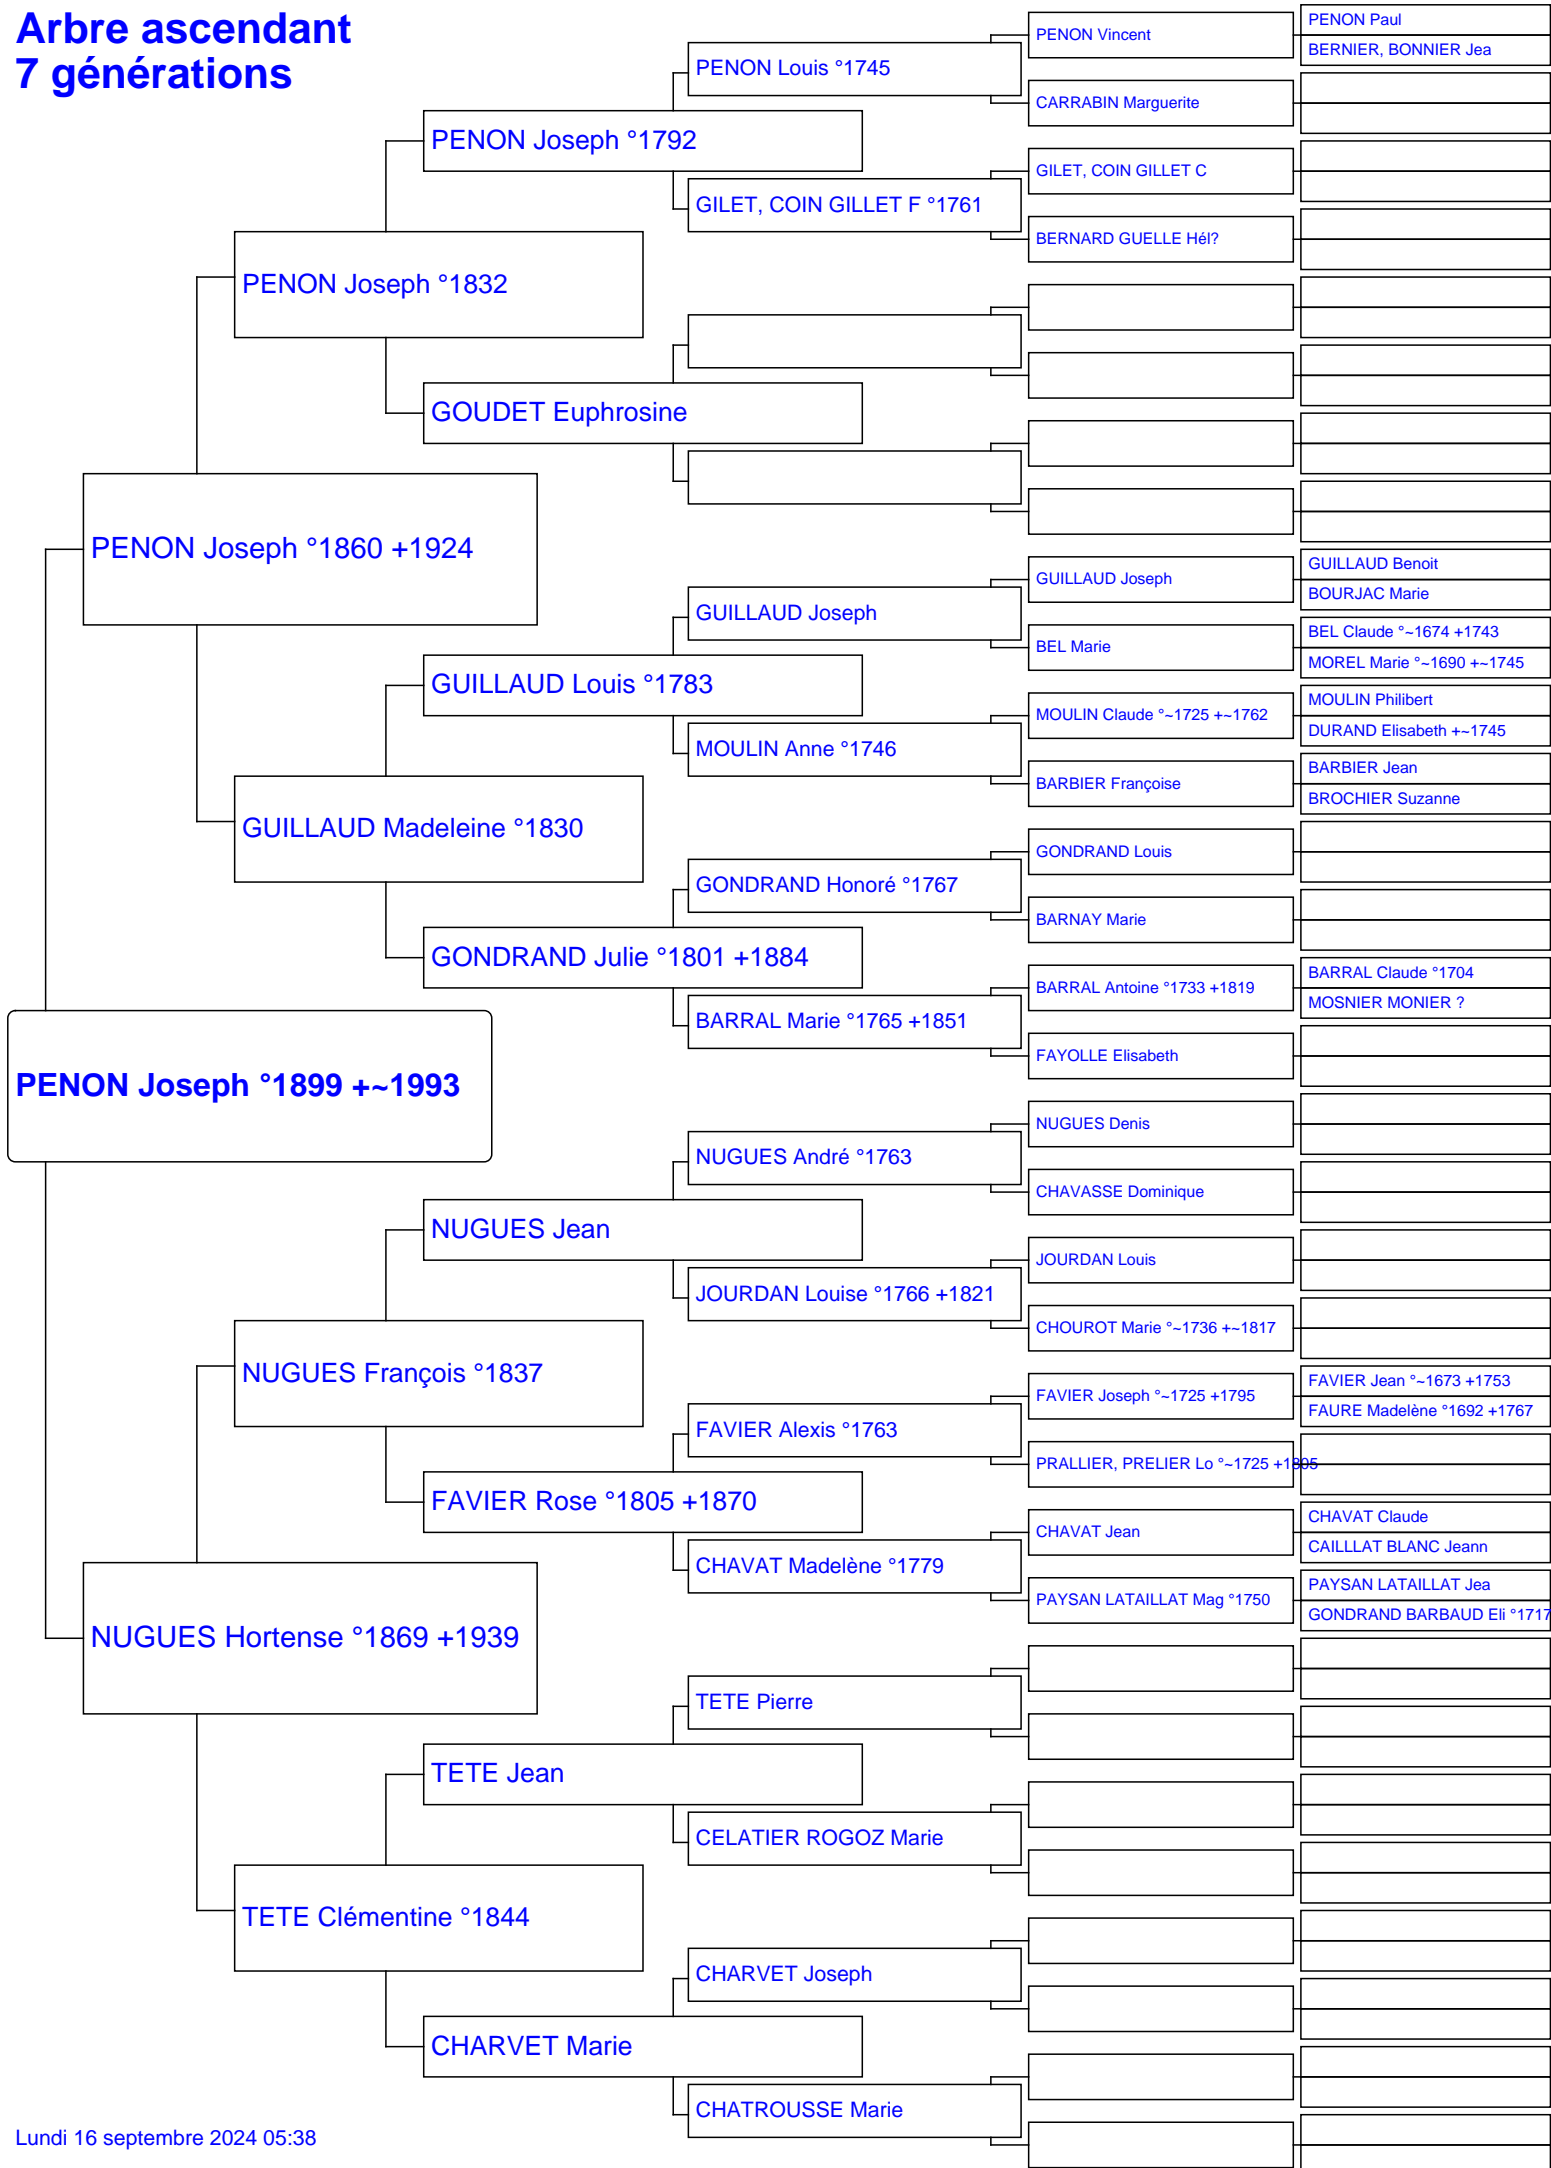 Arbre ascendant
7 générations
PENON Joseph °1899 +~1993
PENON Joseph °1860 +1924
NUGUES Hortense °1869 +1939
PENON Joseph °1832
GUILLAUD Madeleine °1830
NUGUES François °1837
TETE Clémentine °1844
PENON Joseph °1792
GOUDET Euphrosine
GUILLAUD Louis °1783
GONDRAND Julie °1801 +1884
NUGUES Jean
FAVIER Rose °1805 +1870
TETE Jean
CHARVET Marie
PENON Louis °1745
GILET, COIN GILLET F °1761
GUILLAUD Joseph
MOULIN Anne °1746
GONDRAND Honoré °1767
BARRAL Marie °1765 +1851
NUGUES André °1763
JOURDAN Louise °1766 +1821
FAVIER Alexis °1763
CHAVAT Madelène °1779
TETE Pierre
CELATIER ROGOZ Marie
CHARVET Joseph
CHATROUSSE Marie
PENON Vincent
CARRABIN Marguerite
GILET, COIN GILLET C
BERNARD GUELLE Hél?
GUILLAUD Joseph
BEL Marie
MOULIN Claude °~1725 +~1762
BARBIER Françoise
GONDRAND Louis
BARNAY Marie
BARRAL Antoine °1733 +1819
FAYOLLE Elisabeth
NUGUES Denis
CHAVASSE Dominique
JOURDAN Louis
CHOUROT Marie °~1736 +~1817
FAVIER Joseph °~1725 +1795
PRALLIER, PRELIER Lo °~1725 +1805
CHAVAT Jean
PAYSAN LATAILLAT Mag °1750
PENON Paul
BERNIER, BONNIER Jea
GUILLAUD Benoit
BOURJAC Marie
BEL Claude °~1674 +1743
MOREL Marie °~1690 +~1745
MOULIN Philibert
DURAND Elisabeth +~1745
BARBIER Jean
BROCHIER Suzanne
BARRAL Claude °1704
MOSNIER MONIER ?
FAVIER Jean °~1673 +1753
FAURE Madelène °1692 +1767
CHAVAT Claude
CAILLLAT BLANC Jeann
PAYSAN LATAILLAT Jea
GONDRAND BARBAUD Eli °1717
Lundi 16 septembre 2024 05:38